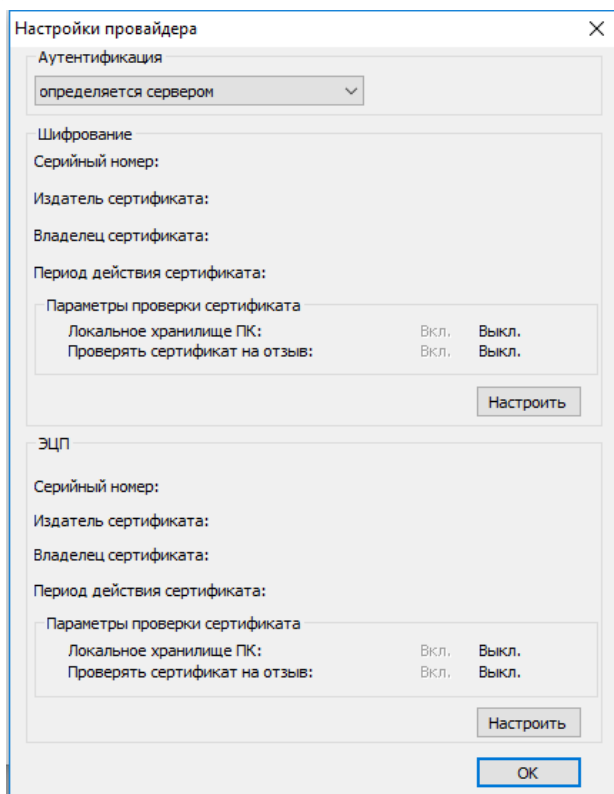 Настройки провайдера
Аутентификация
определяется сервером
Шифрование
Серийный номер:
Издатель сертификата:
Владелец сертификата:
Период действия сертификата:
Параметры проверки сертификата
Локальное хранилище ПК: Вкл. Выкл.
Проверять сертификат на отзыв: Вкл. Выкл.
Настроить
ЭЦП
Серийный номер:
Издатель сертификата:
Владелец сертификата:
Период действия сертификата:
Параметры проверки сертификата
Локальное хранилище ПК: Вкл. Выкл.
Проверять сертификат на отзыв: Вкл. Выкл.
Настроить
ОК